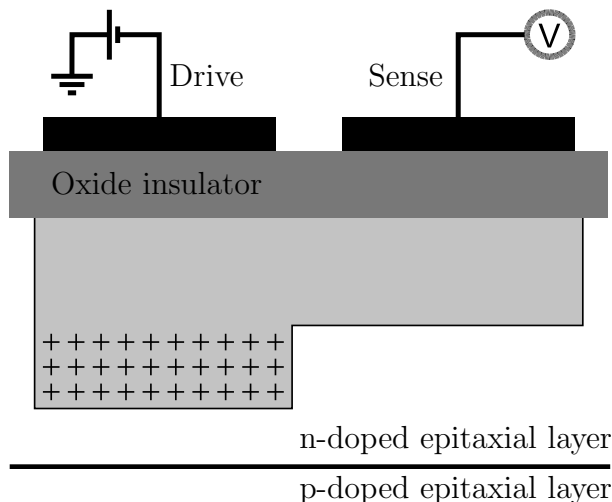 V
Drive
Sense
Oxide insulator
+ + + + + + + + + +
+ + + + + + + + + +
+ + + + + + + + + +
n-doped epitaxial layer
p-doped epitaxial layer